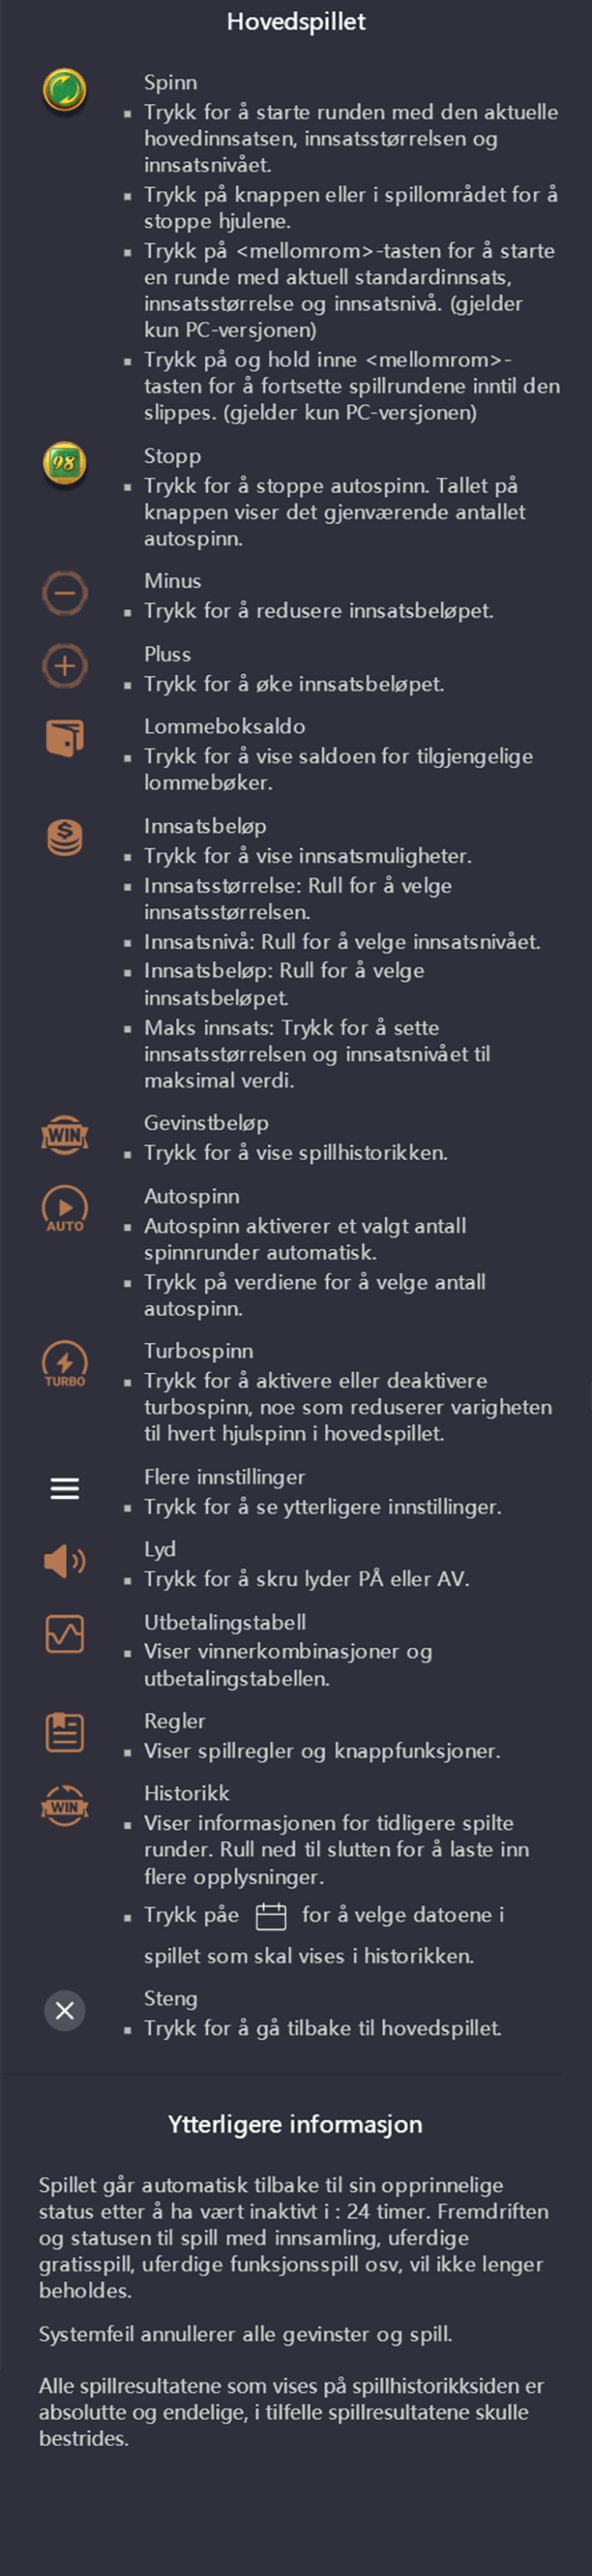 Hovedspillet
Spinn
▪ Trykk for å starte runden med den aktuelle
hovedinnsatsen, innsatsstørrelsen og
innsatsnivået.
▪ Trykk på knappen eller i spillområdet for å
stoppe hjulene.
▪ Trykk på <mellomrom>-tasten for å starte
en runde med aktuell standardinnsats,
innsatsstørrelse og innsatsnivå. (gjelder
kun PC-versjonen)
▪ Trykk på og hold inne <mellomrom>-
tasten for å fortsette spillrundene inntil den
slippes. (gjelder kun PC-versjonen)
98
Stopp
▪ Trykk for å stoppe autospinn. Tallet på
knappen viser det gjenværende antallet
autospinn.
Minus
▪ Trykk for å redusere innsatsbeløpet.
Pluss
▪ Trykk for å øke innsatsbeløpet.
Lommeboksaldo
▪ Trykk for å vise saldoen for tilgjengelige
lommebøker.
$
Innsatsbeløp
▪ Trykk for å vise innsatsmuligheter.
▪ Innsatsstørrelse: Rull for å velge
innsatsstørrelsen.
▪ Innsatsnivå: Rull for å velge innsatsnivået.
▪ Innsatsbeløp: Rull for å velge
innsatsbeløpet.
▪ Maks innsats: Trykk for å sette
innsatsstørrelsen og innsatsnivået til
maksimal verdi.
WIN
Gevinstbeløp
▪ Trykk for å vise spillhistorikken.
AUTO
Autospinn
▪ Autospinn aktiverer et valgt antall
spinnrunder automatisk.
▪ Trykk på verdiene for å velge antall
autospinn.
TURBO
Turbospinn
▪ Trykk for å aktivere eller deaktivere
turbospinn, noe som reduserer varigheten
til hvert hjulspinn i hovedspillet.
Flere innstillinger
▪ Trykk for å se ytterligere innstillinger.
Lyd
▪ Trykk for å skru lyder PÅ eller AV.
Utbetalingstabell
▪ Viser vinnerkombinasjoner og
utbetalingstabellen.
Regler
▪ Viser spillregler og knappfunksjoner.
WIN
Historikk
▪ Viser informasjonen for tidligere spilte
runder. Rull ned til slutten for å laste inn
flere opplysninger.
▪ Trykk påe for å velge datoene i
spillet som skal vises i historikken.
Steng
▪ Trykk for å gå tilbake til hovedspillet.
Ytterligere informasjon
Spillet går automatisk tilbake til sin opprinnelige
status etter å ha vært inaktivt i : 24 timer. Fremdriften
og statusen til spill med innsamling, uferdige
gratisspill, uferdige funksjonsspill osv, vil ikke lenger
beholdes.
Systemfeil annullerer alle gevinster og spill.
Alle spillresultatene som vises på spillhistorikksiden er
absolutte og endelige, i tilfelle spillresultatene skulle
bestrides.